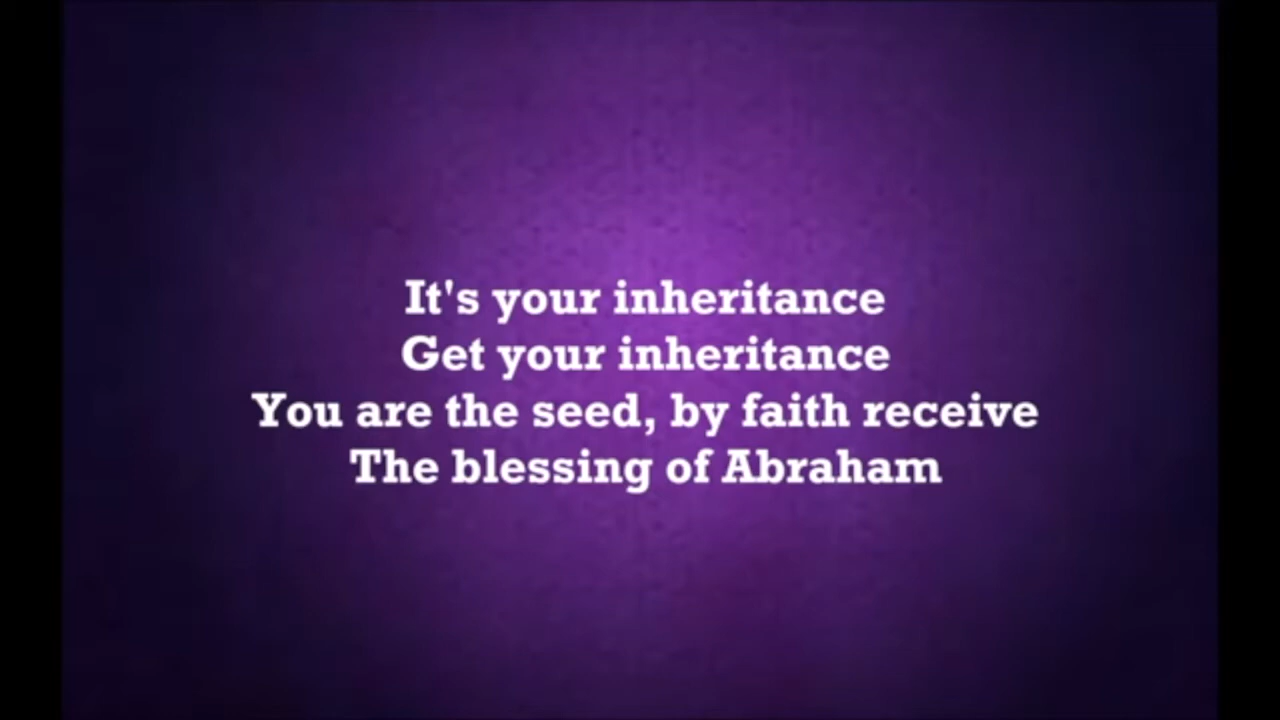 It's your inheritance
Get your inheritance
You are the seed, by faith receive
The blessing of Abraham